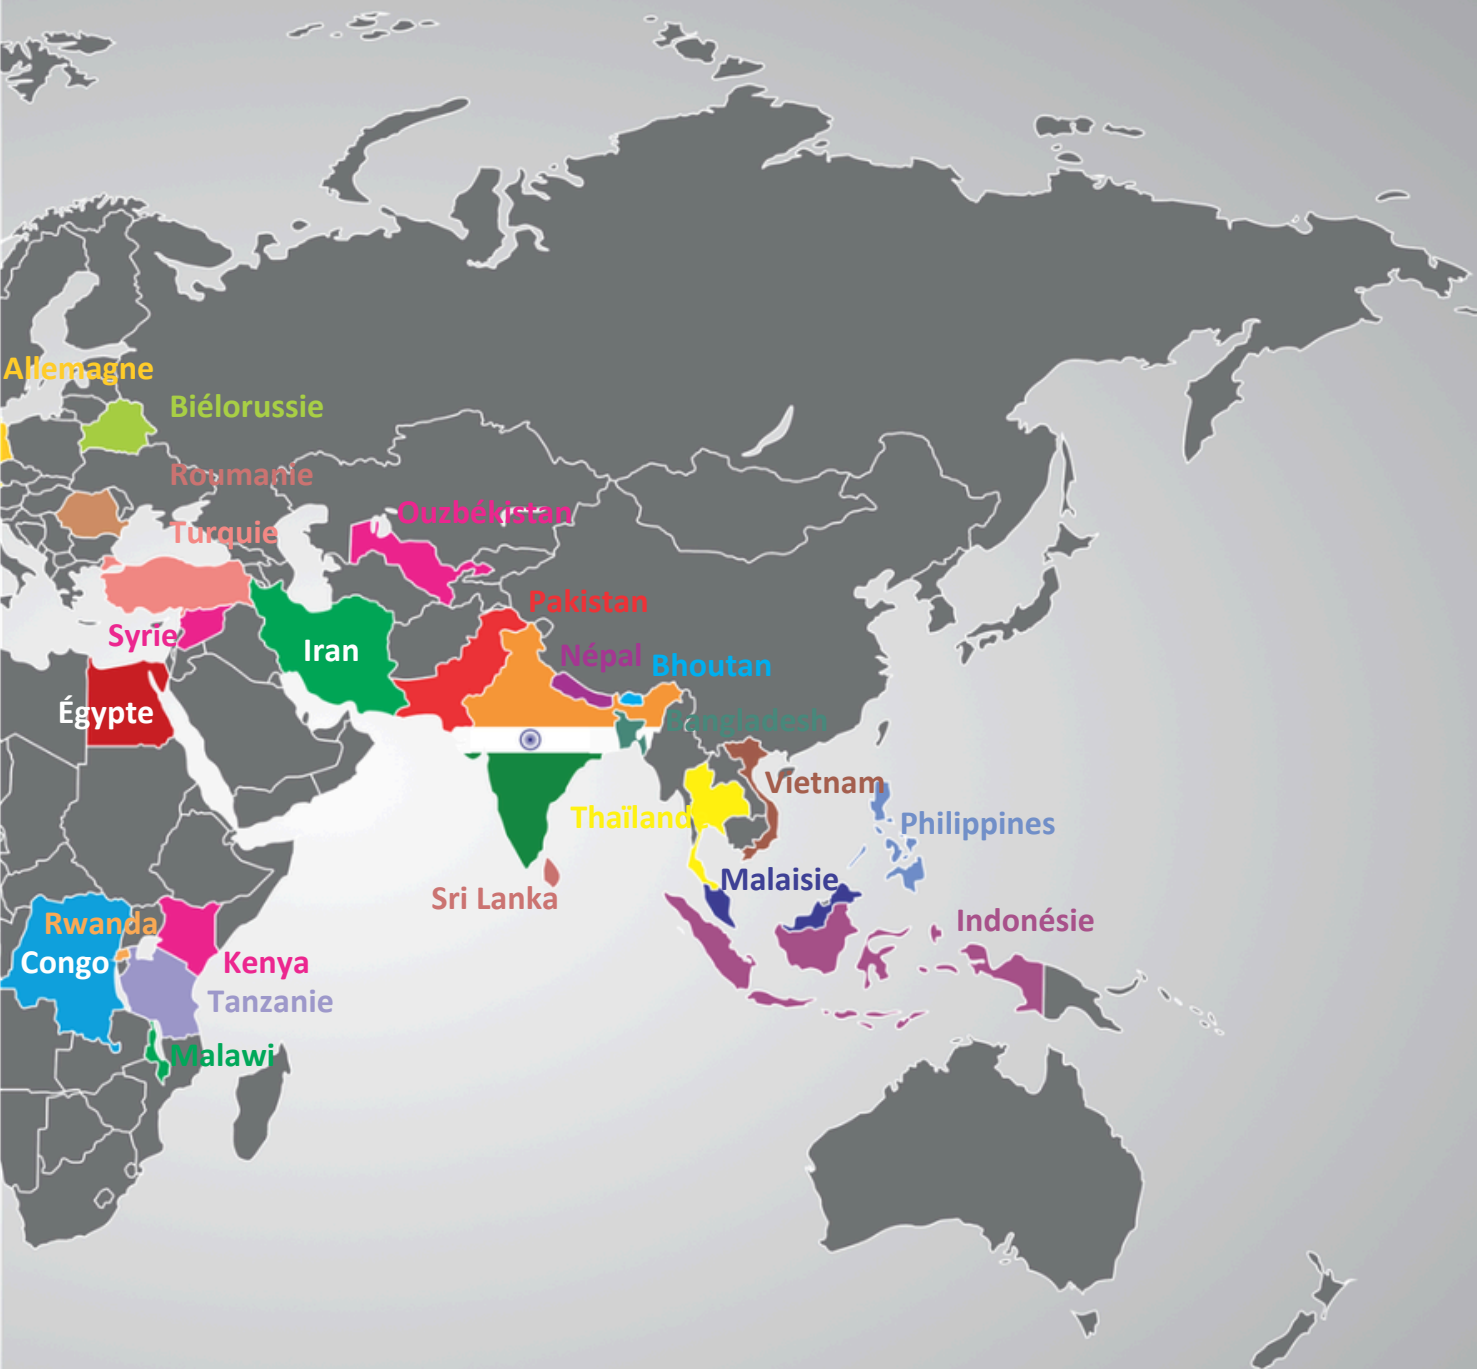 Allemagne
Biélorussie
Roumanie
Ouzbékistan
Turquie
Pakistan
Syrie
Iran
Népal
Bhoutan
Égypte
Bangladesh
Vietnam
Thaïland
Philippines
Malaisie
Sri Lanka
Indonésie
Rwanda
Congo
Kenya
Tanzanie
Malawi